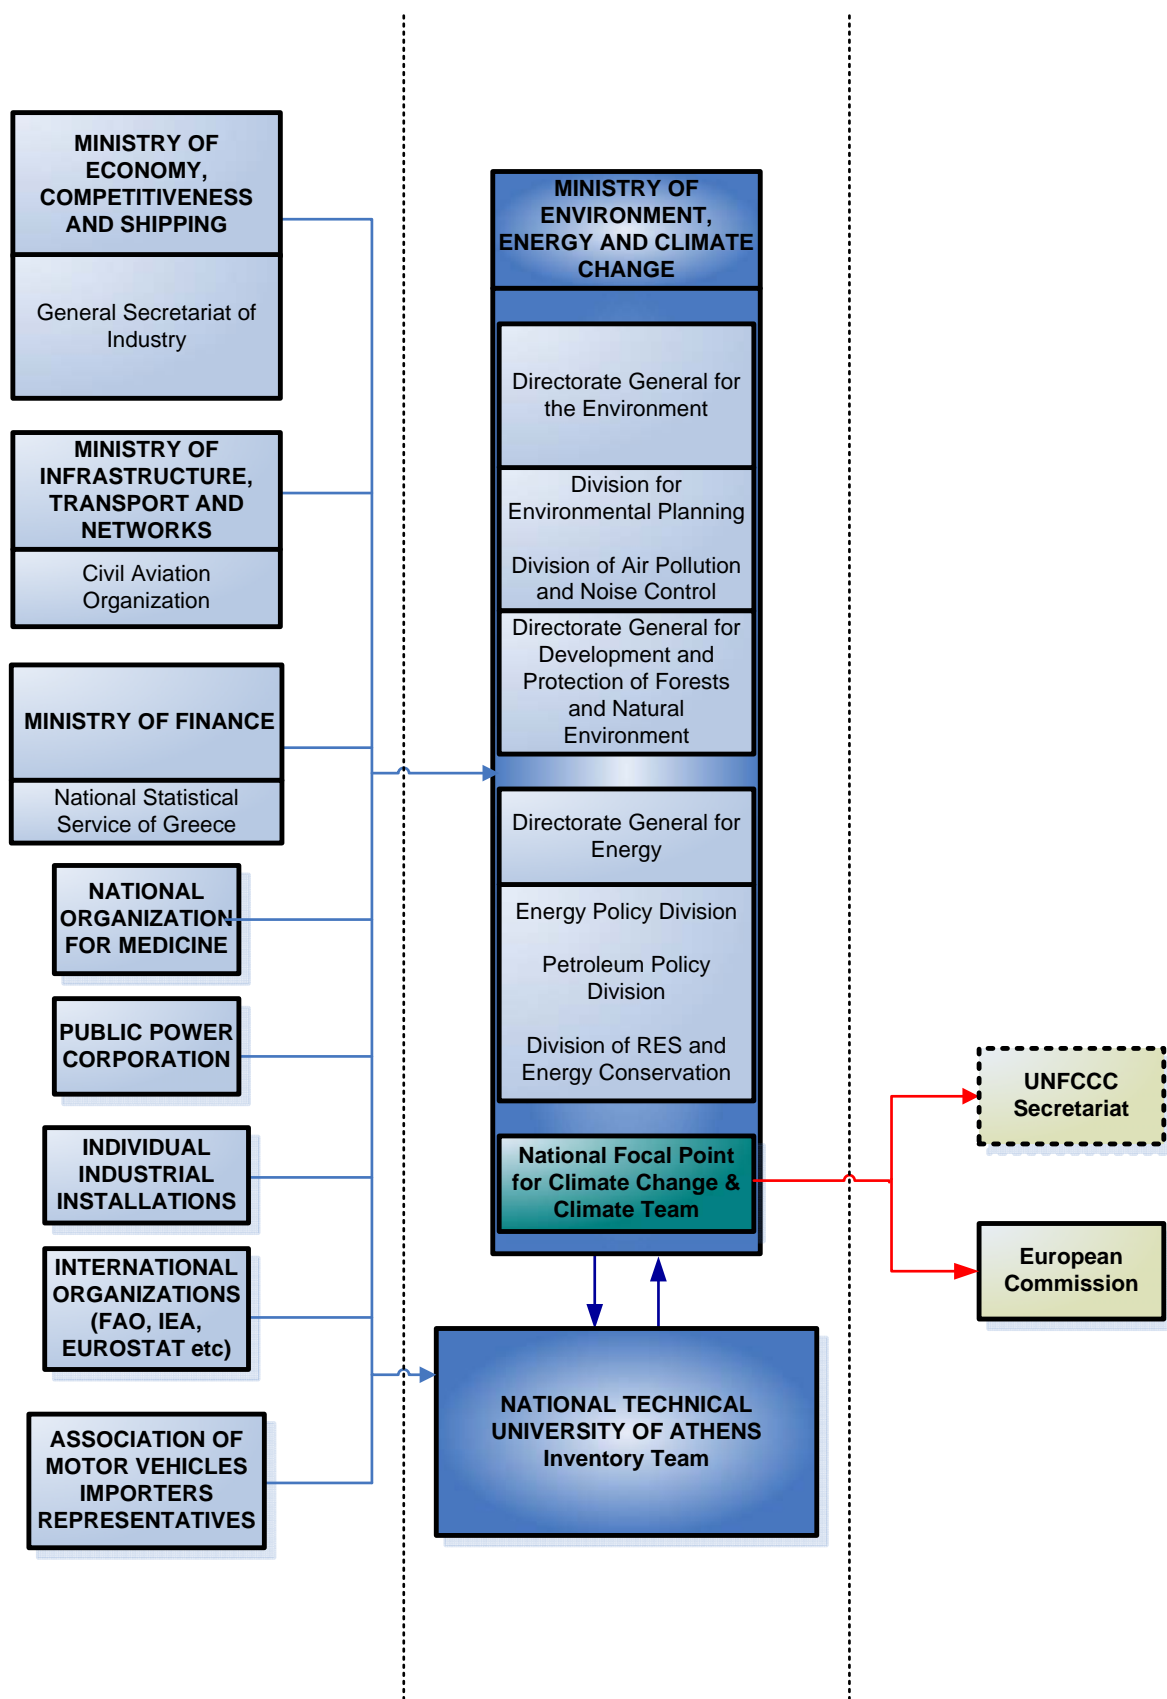 MINISTRY OF
ECONOMY,
COMPETITIVENESS
AND SHIPPING
General Secretariat of
Industry
MINISTRY OF
INFRASTRUCTURE,
TRANSPORT AND
NETWORKS
Civil Aviation
Organization
MINISTRY OF FINANCE
National Statistical
Service of Greece
NATIONAL
ORGANIZATION
FOR MEDICINE
PUBLIC POWER
CORPORATION
INDIVIDUAL
INDUSTRIAL
INSTALLATIONS
INTERNATIONAL
ORGANIZATIONS
(FAO, IEA,
EUROSTAT etc)
ASSOCIATION OF
MOTOR VEHICLES
IMPORTERS
REPRESENTATIVES
MINISTRY OF
ENVIRONMENT,
ENERGY AND CLIMATE
CHANGE
Directorate General for
the Environment
Division for
Environmental Planning
Division of Air Pollution
and Noise Control
Directorate General for
Development and
Protection of Forests
and Natural
Environment
Directorate General for
Energy
Energy Policy Division
Petroleum Policy
Division
Division of RES and
Energy Conservation
National Focal Point
for Climate Change &
Climate Team
NATIONAL TECHNICAL
UNIVERSITY OF ATHENS
Inventory Team
UNFCCC
Secretariat
European
Commission